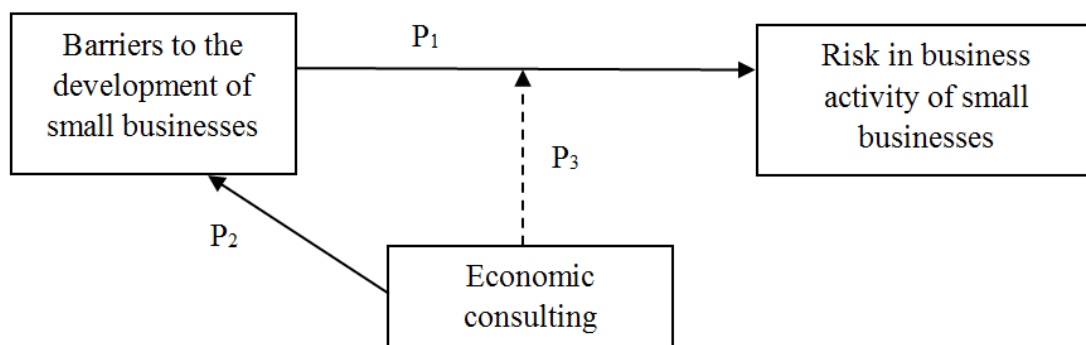 Barriers to the
development of
small businesses
P₁
Risk in business
activity of small
businesses
P₃
P₂
Economic
consulting